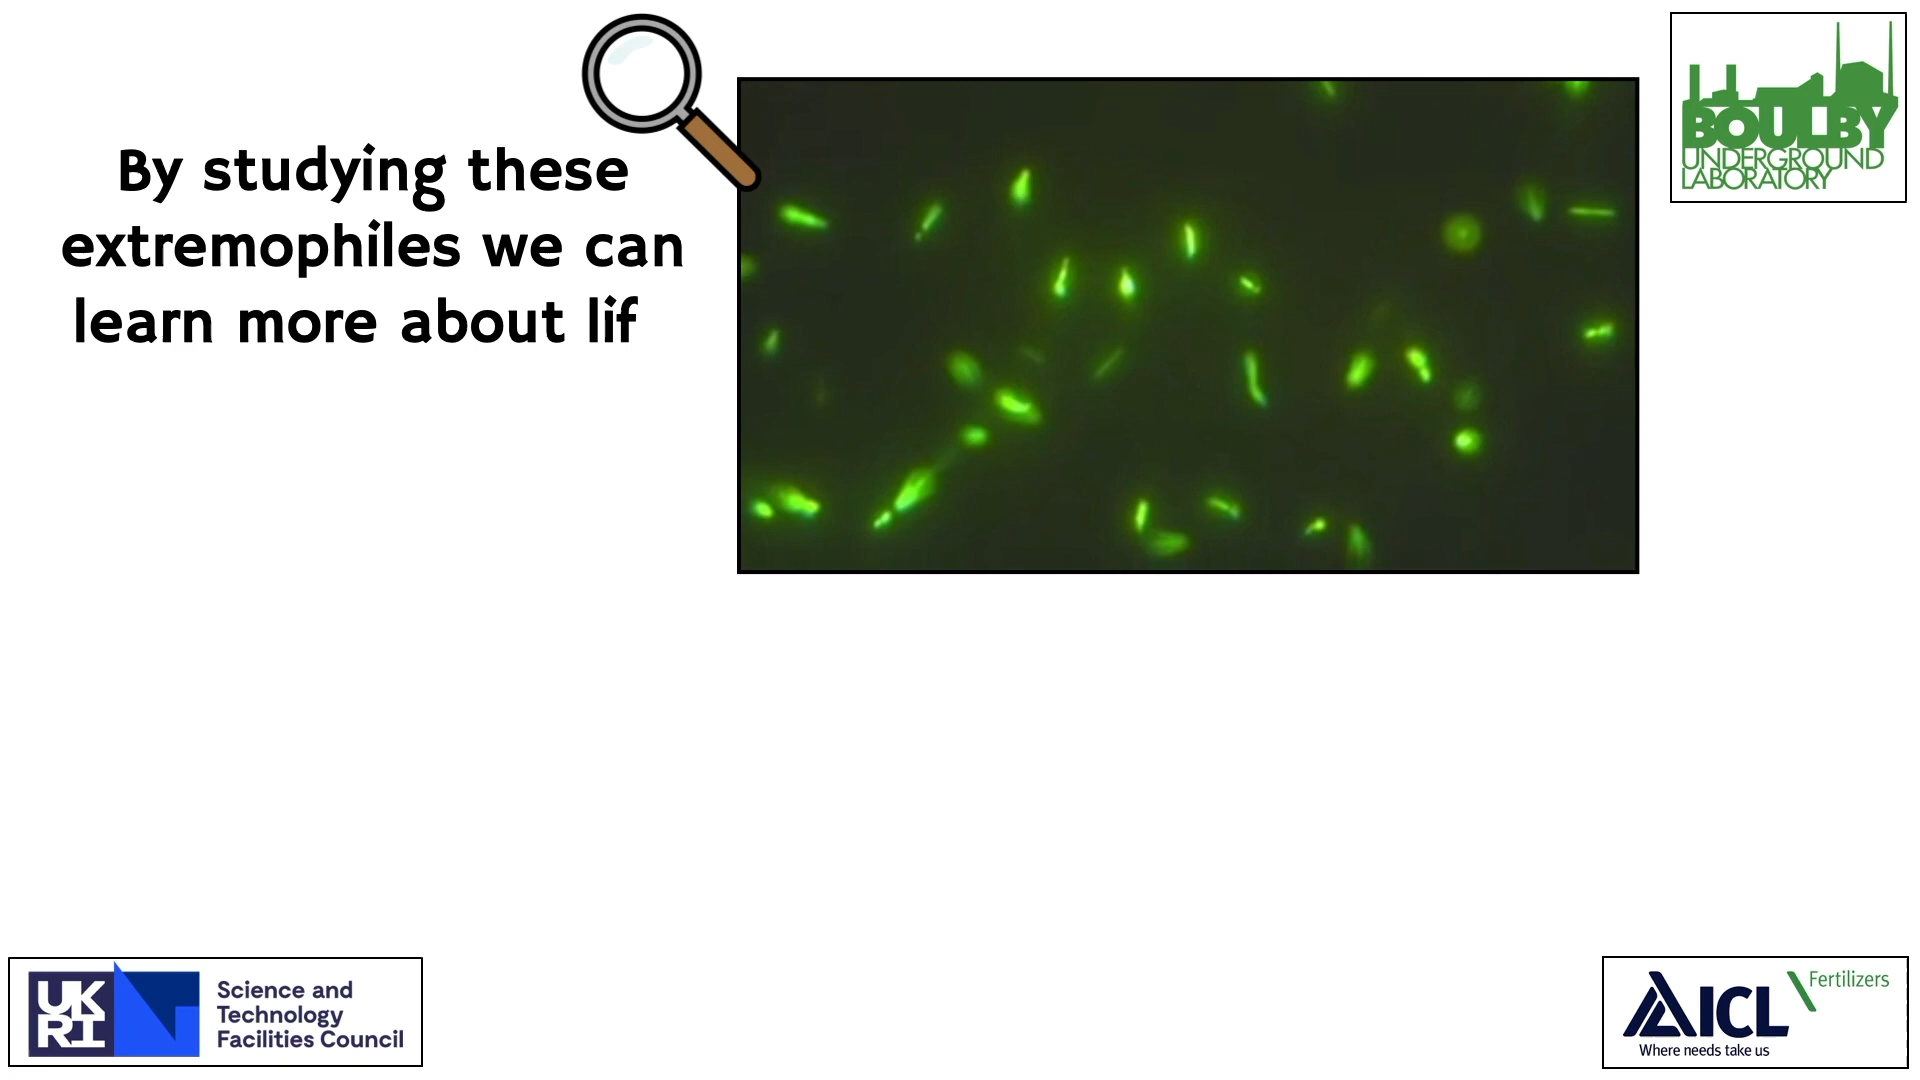 By studying these
extremophiles we can
learn more about lif
BOULBY
UNDERGROUND
LABORATORY
UK
RI
Science and
Technology
Facilities Council
ICL
Fertilizers
Where needs take us